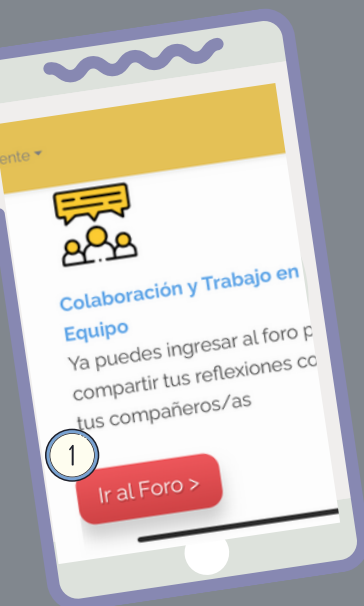 ente
Colaboración y Trabajo en
Equipo
Ya puedes ingresar al foro p
compartir tus reflexiones co
tus compañeros/as
1
Ir al Foro >